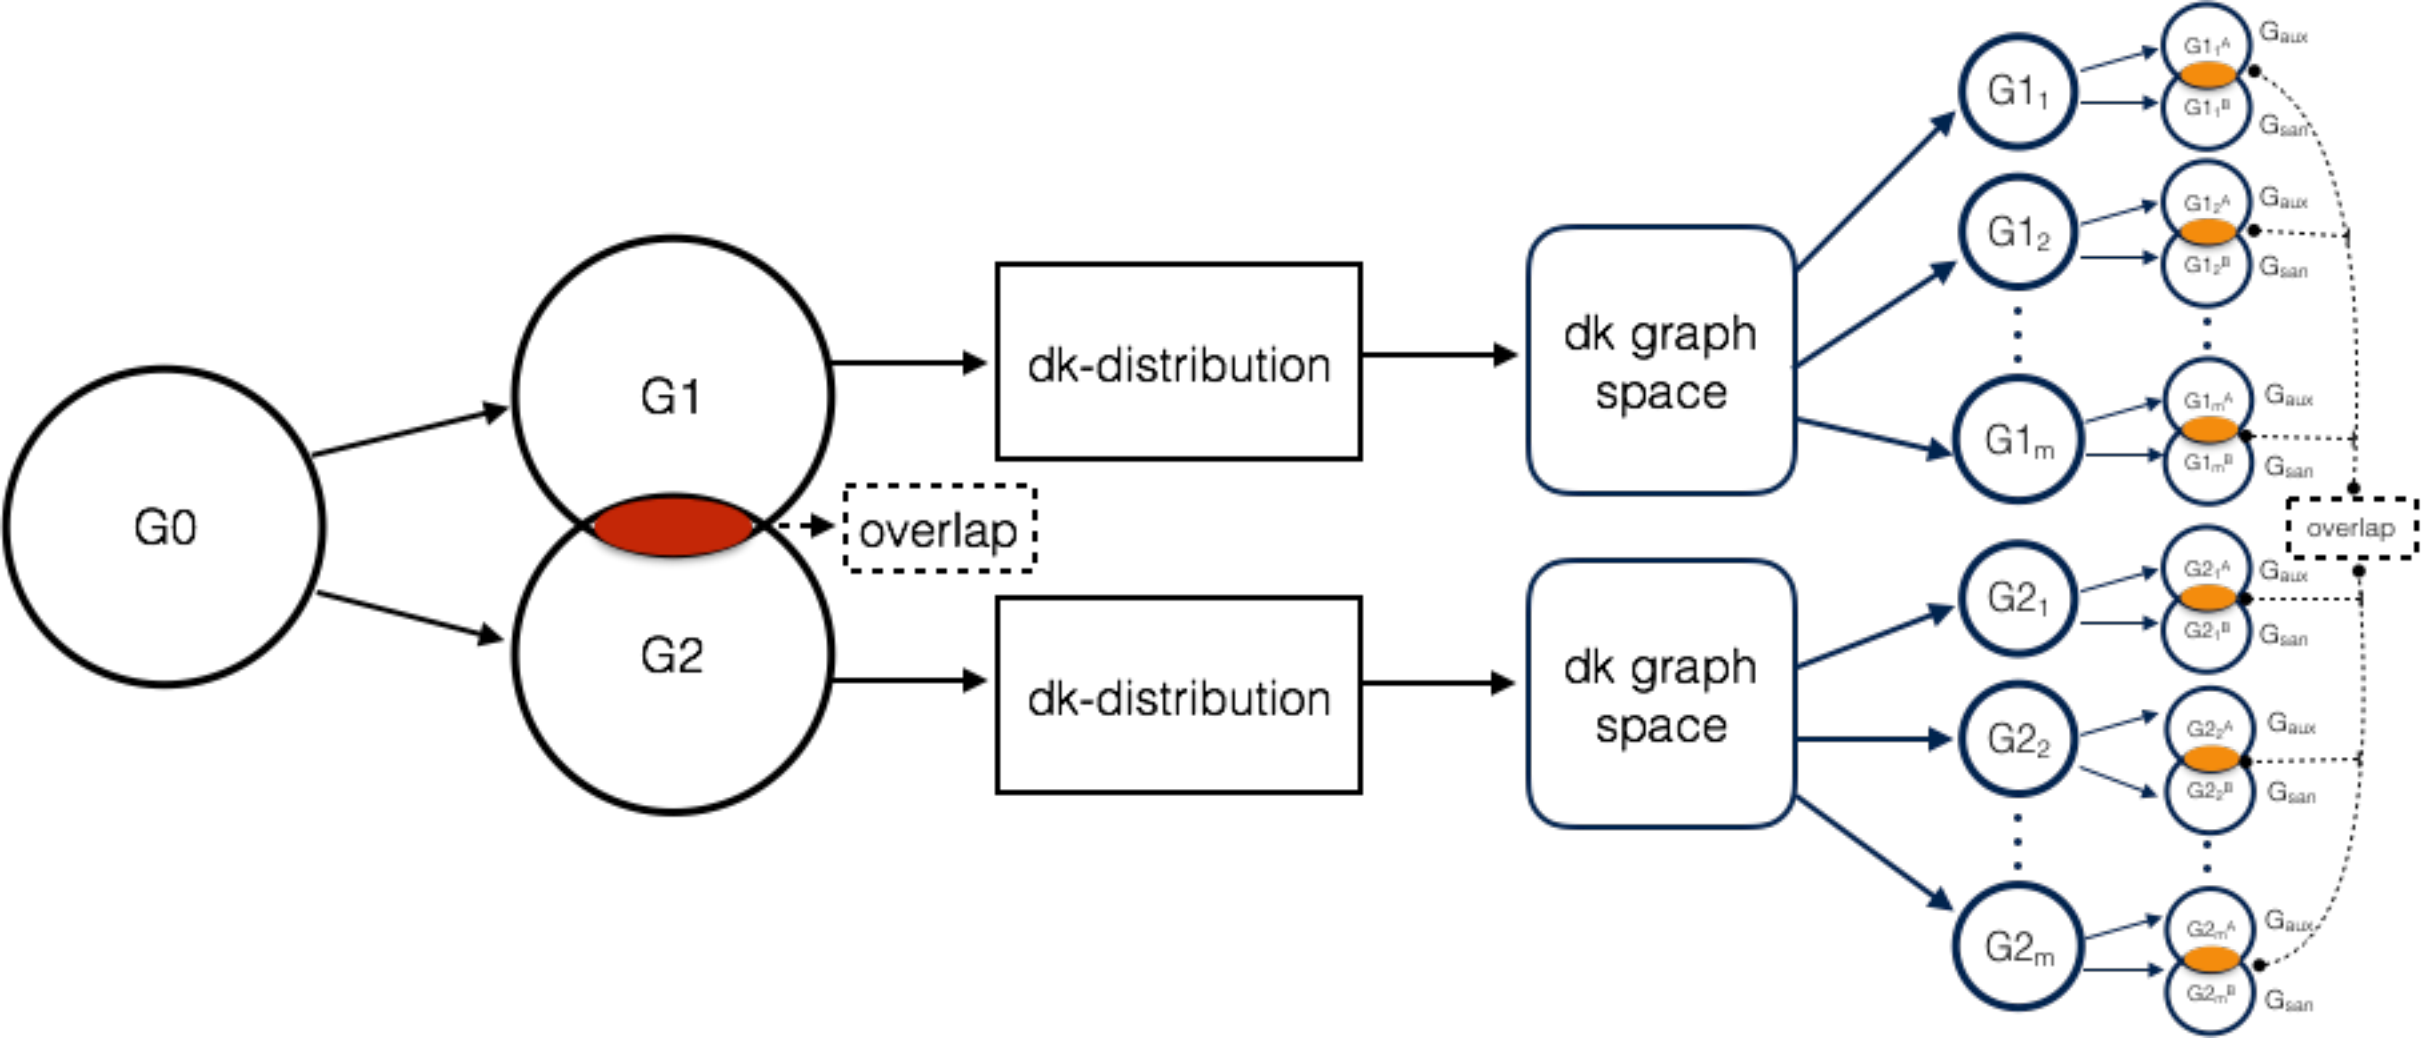 G0
G1
G2
overlap
dk-distribution
dk-distribution
dk graph
space
dk graph
space
G1₁
G1₂
G1ₘ
G2₁
G2₂
G2ₘ
G1₁ᴬ
Gaux
G1₁ᴮ
Gsan
G1₂ᴬ
Gaux
G1₂ᴮ
Gsan
G1ₘᴬ
Gaux
G1ₘᴮ
Gsan
overlap
G2₁ᴬ
Gaux
G2₁ᴮ
Gsan
G2₂ᴬ
Gaux
G2₂ᴮ
Gsan
G2ₘᴬ
Gaux
G2ₘᴮ
Gsan